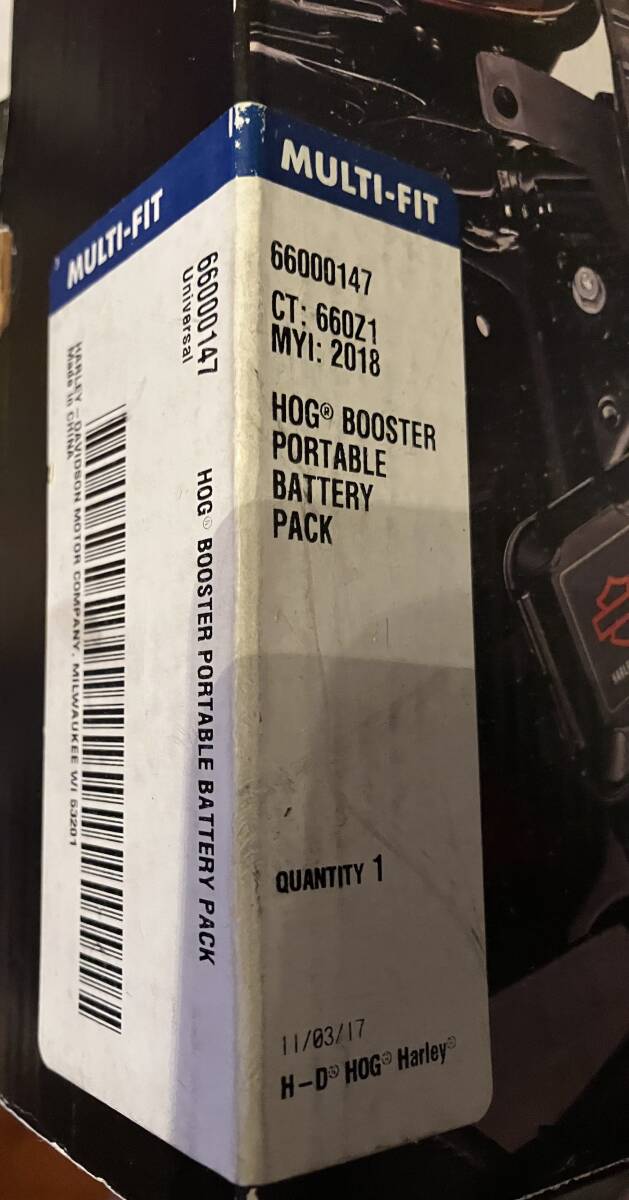 MULTI-FIT
66000147
Universal
HOG® BOOSTER PORTABLE BATTERY PACK
HARLEY-DAVIDSON MOTOR COMPANY, MILWAUKEE WI 53201
Made in CHINA
MULTI-FIT
66000147
CT: 660Z1
MYI: 2018
HOG® BOOSTER
PORTABLE
BATTERY
PACK
QUANTITY 1
11/03/17
H-D® HOG® Harley®